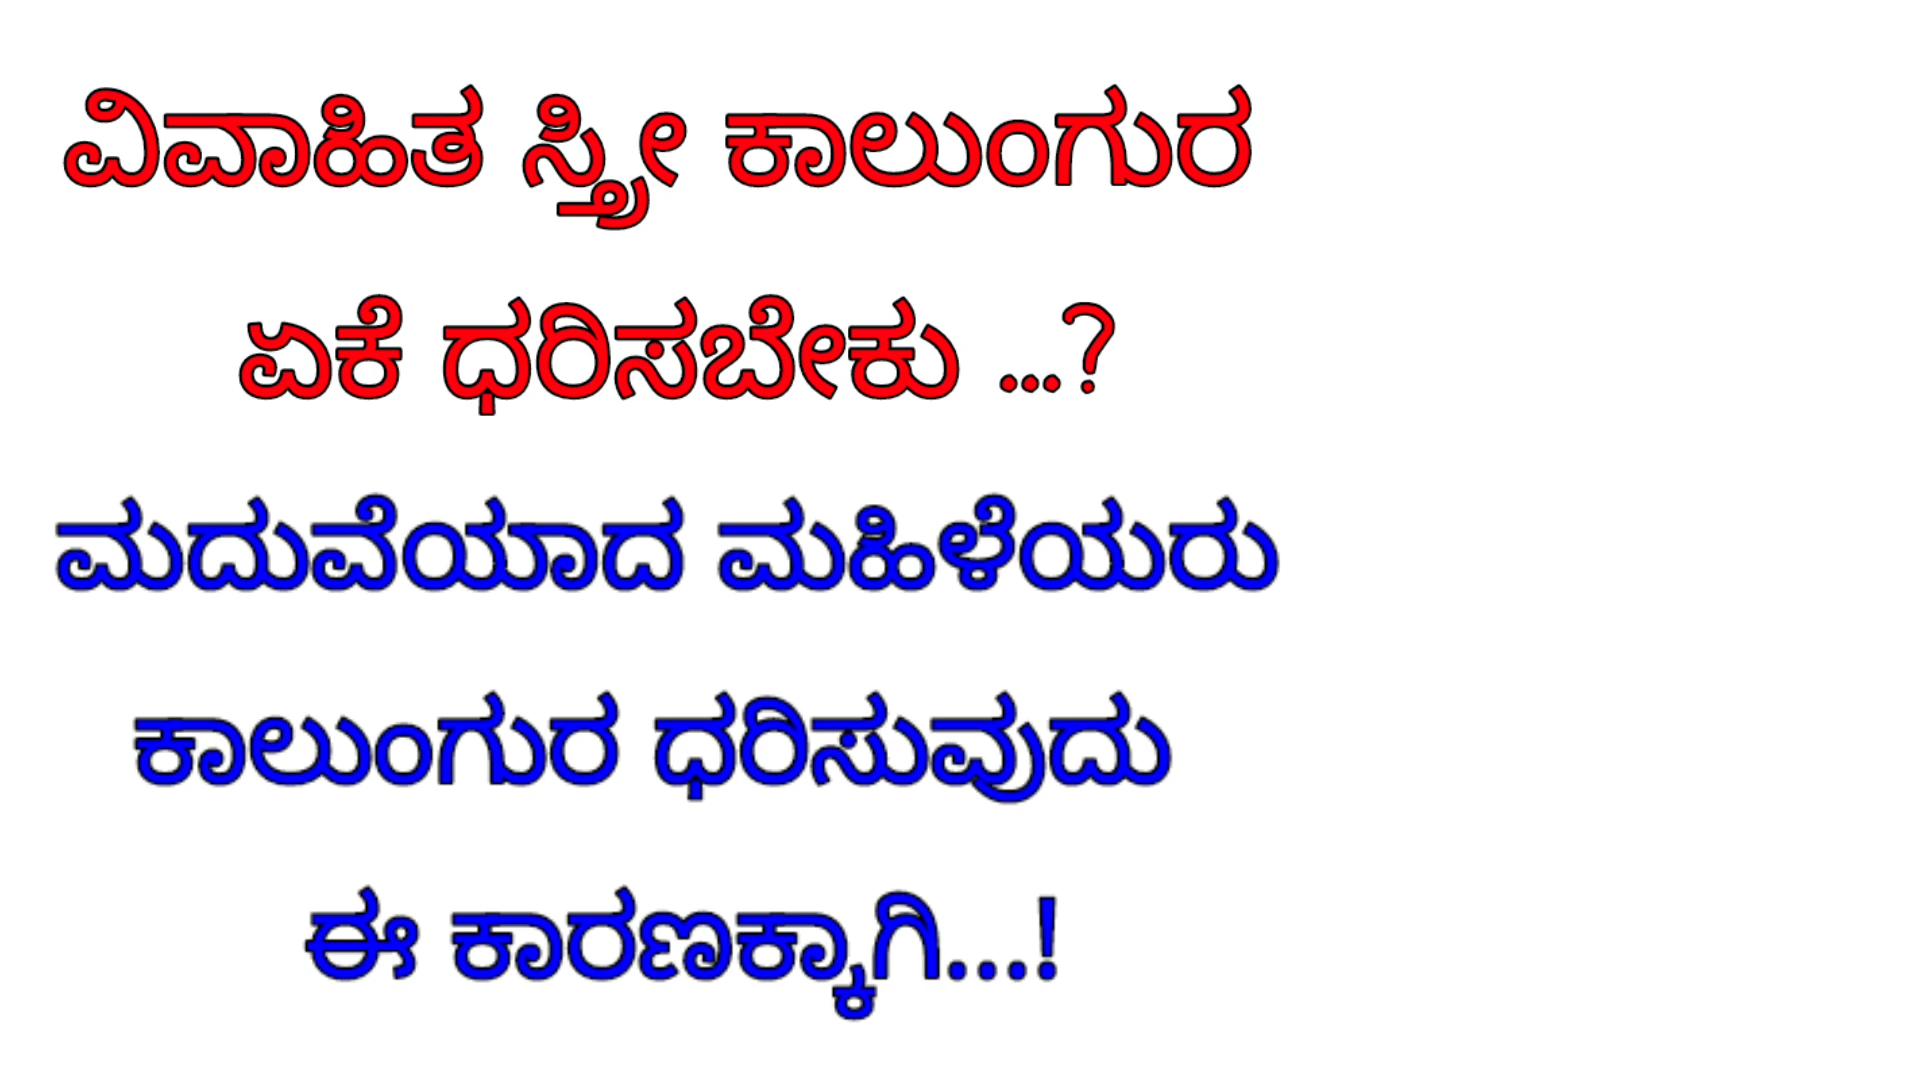 ವಿವಾಹಿತ ಸ್ತ್ರೀ ಕಾಲುಂಗುರ
ಏಕೆ ಧರಿಸಬೇಕು ...?
ಮದುವೆಯಾದ ಮಹಿಳೆಯರು
ಕಾಲುಂಗುರ ಧರಿಸುವುದು
ಈ ಕಾರಣಕ್ಕಾಗಿ...!